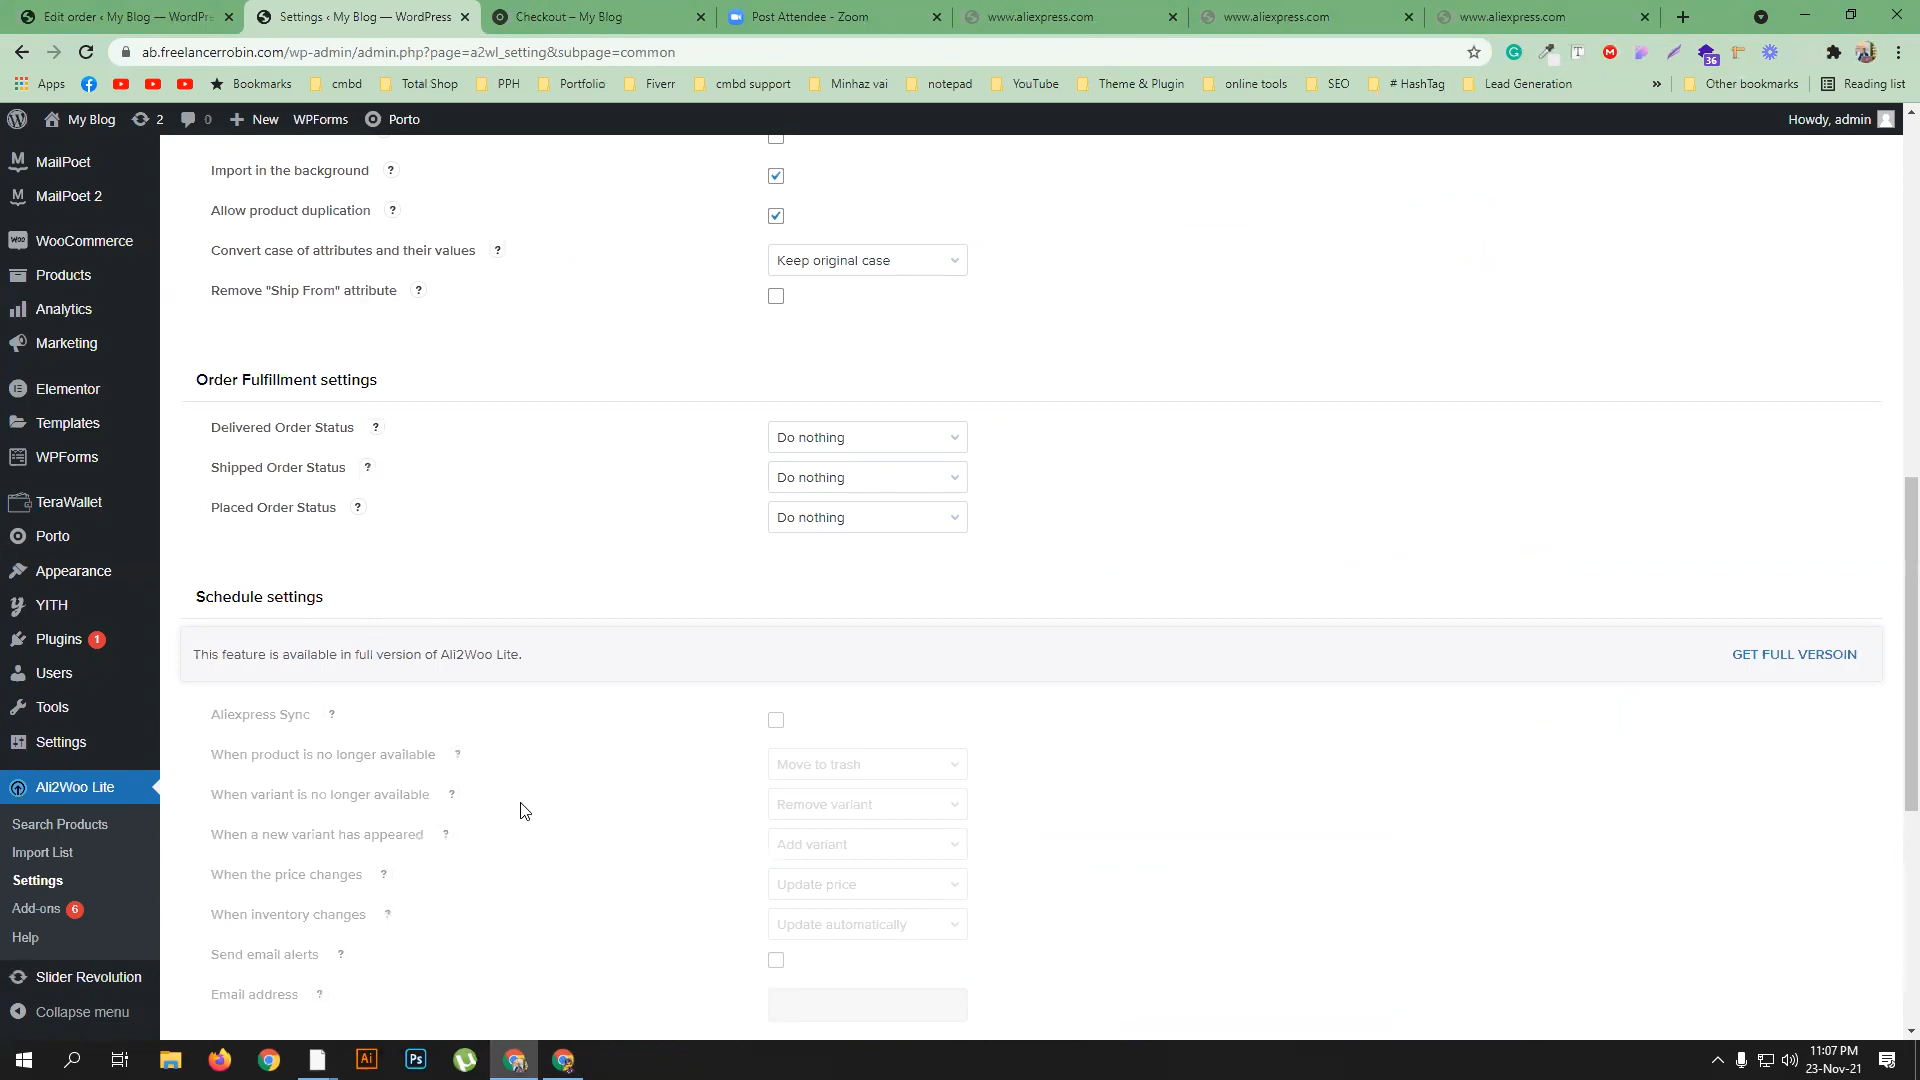 Edit order ‹ My Blog — WordPre
Settings ‹ My Blog — WordPress
Checkout – My Blog
Post Attendee - Zoom
www.aliexpress.com
www.aliexpress.com
www.aliexpress.com
ab.freelancerrobin.com/wp-admin/admin.php?page=a2wl_setting&subpage=common
36
Apps
Bookmarks
cmbd
Total Shop
PPH
Portfolio
Fiverr
cmbd support
Minhaz vai
notepad
YouTube
Theme & Plugin
online tools
SEO
# HashTag
Lead Generation
»
Other bookmarks
Reading list
My Blog
2
0
New
WPForms
Porto
Howdy, admin
MailPoet
MailPoet 2
WooCommerce
Products
Analytics
Marketing
Elementor
Templates
WPForms
TeraWallet
Porto
Appearance
YITH
Plugins 1
Users
Tools
Settings
Ali2Woo Lite
Search Products
Import List
Settings
Add-ons 6
Help
Slider Revolution
Collapse menu
Import in the background ?
Allow product duplication ?
Convert case of attributes and their values ? Keep original case
Remove "Ship From" attribute ?
Order Fulfillment settings
Delivered Order Status ? Do nothing
Shipped Order Status ? Do nothing
Placed Order Status ? Do nothing
Schedule settings
This feature is available in full version of Ali2Woo Lite. GET FULL VERSOIN
Aliexpress Sync ?
When product is no longer available ? Move to trash
When variant is no longer available ? Remove variant
When a new variant has appeared ? Add variant
When the price changes ? Update price
When inventory changes ? Update automatically
Send email alerts ?
Email address ?
Ai
Ps
11:07 PM
23-Nov-21